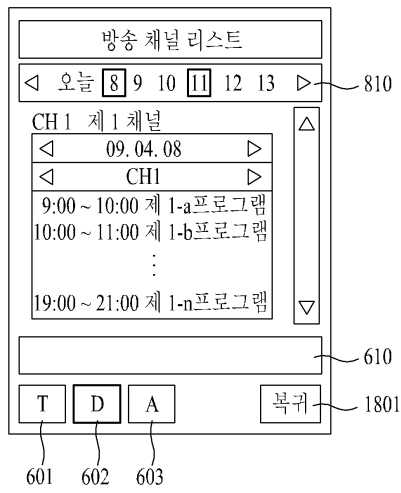 방송 채널 리스트
◁ 오늘 8 9 10 11 12 13 ▷ 810
CH 1 제 1 채널
◁ 09. 04. 08 ▷
◁ CH1 ▷
9:00 ~ 10:00 제 1-a프로그램
10:00 ~ 11:00 제 1-b프로그램
⋮
19:00 ~ 21:00 제 1-n프로그램
610
T D A 복귀 1801
601 602 603